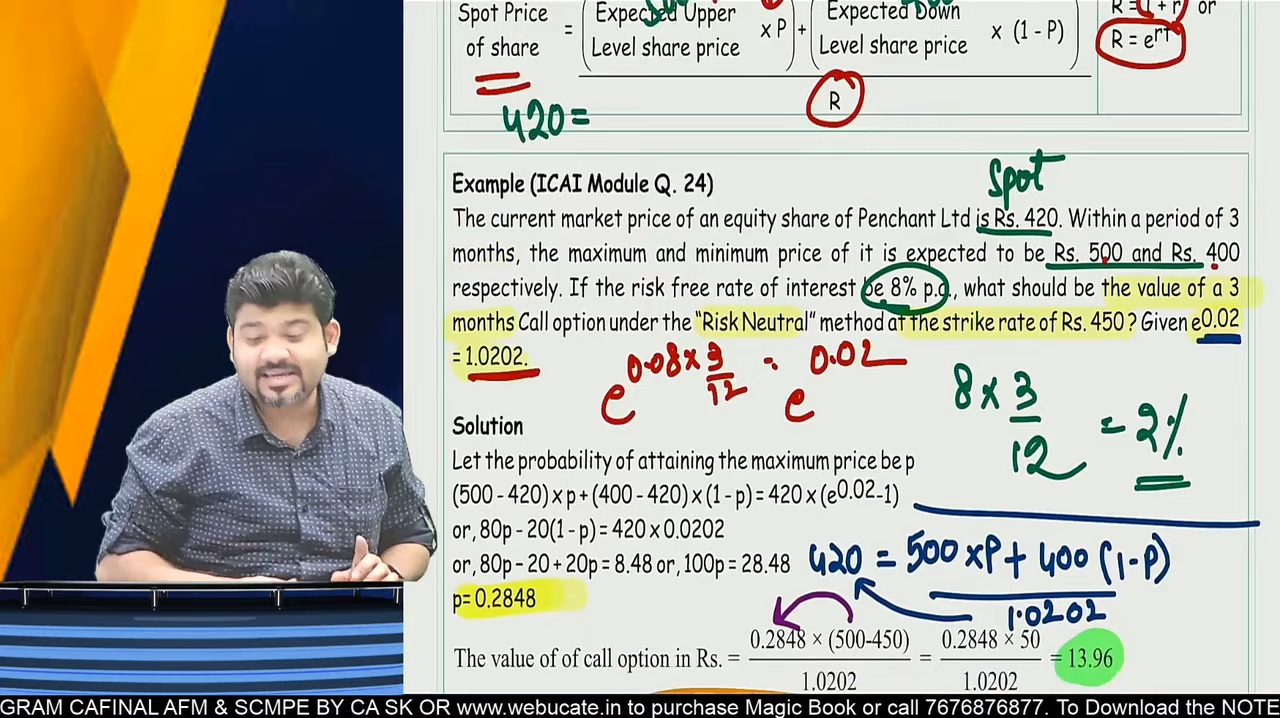 Spot Price
of share
=
Expected Upper
Level share price
x P
+
Expected Down
Level share price
x (1 - P)
R
R = (1 + r) or
R = erT
420 =
Spot
Example (ICAI Module Q. 24)
The current market price of an equity share of Penchant Ltd is Rs. 420. Within a period of 3
months, the maximum and minimum price of it is expected to be Rs. 500 and Rs. 400
respectively. If the risk free rate of interest be 8% p.a., what should be the value of a 3
months Call option under the "Risk Neutral" method at the strike rate of Rs. 450? Given e0.02
= 1.0202.
e 0.08 x 3/12 = e 0.02
8 x 3/12 = 2%
Solution
Let the probability of attaining the maximum price be p
(500 - 420) x p + (400 - 420) x (1 - p) = 420 x (e0.02-1)
or, 80p - 20(1 - p) = 420 x 0.0202
or, 80p - 20 + 20p = 8.48 or, 100p = 28.48
p= 0.2848
420 = 500 x P + 400 (1-P)
1.0202
The value of of call option in Rs. = 0.2848 × (500-450) / 1.0202 = 0.2848 × 50 / 1.0202 = 13.96
GRAM CAFINAL AFM & SCMPE BY CA SK OR www.webucate.in to purchase Magic Book or call 7676876877. To Download the NOTE